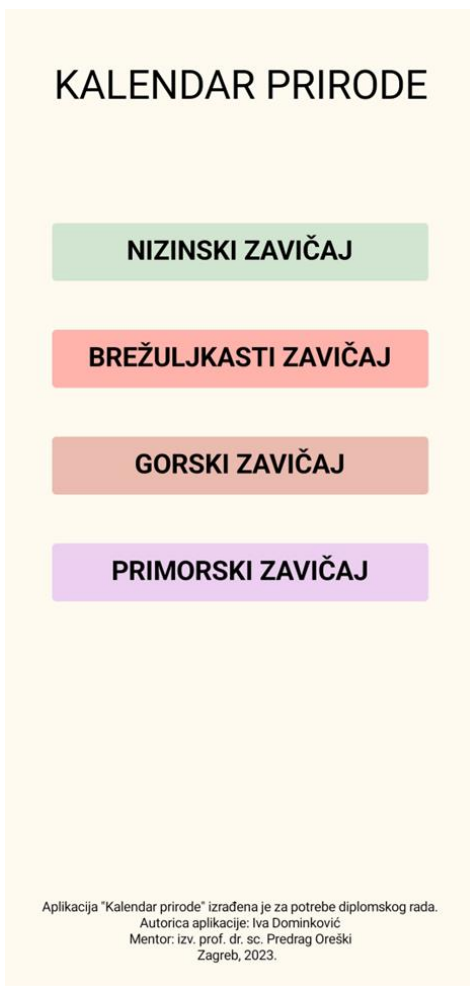 KALENDAR PRIRODE
NIZINSKI ZAVIČAJ
BREŽULJKASTI ZAVIČAJ
GORSKI ZAVIČAJ
PRIMORSKI ZAVIČAJ
Aplikacija "Kalendar prirode" izrađena je za potrebe diplomskog rada.
Autorica aplikacije: Iva Dominković
Mentor: izv. prof. dr. sc. Predrag Oreški
Zagreb, 2023.